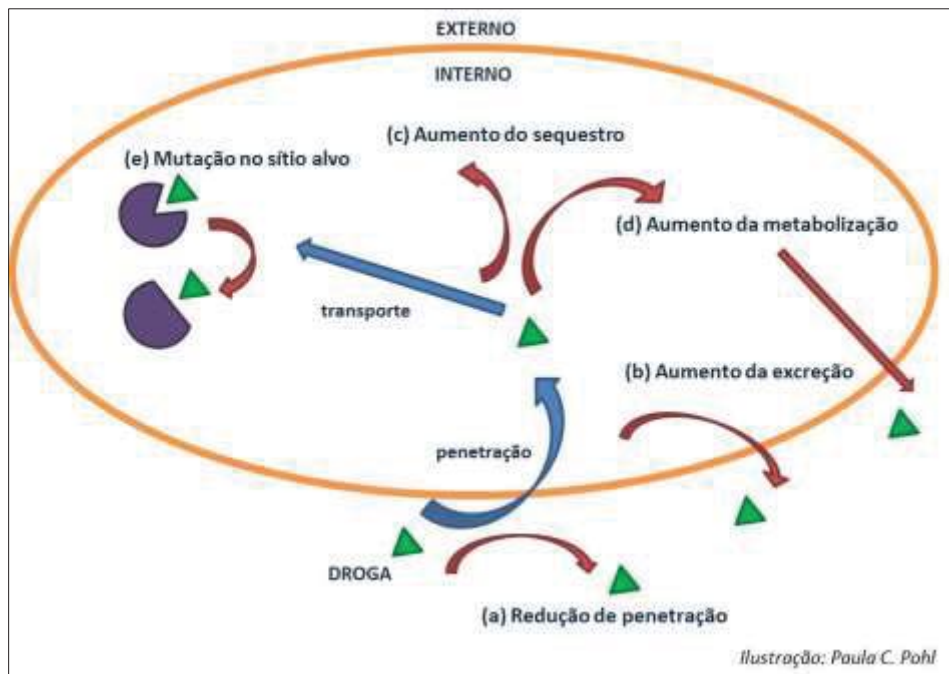 EXTERNO
INTERNO
(c) Aumento do sequestro
(e) Mutação no sítio alvo
(d) Aumento da metabolização
transporte
(b) Aumento da excreção
penetração
DROGA
(a) Redução de penetração
Ilustração: Paula C. Pohl